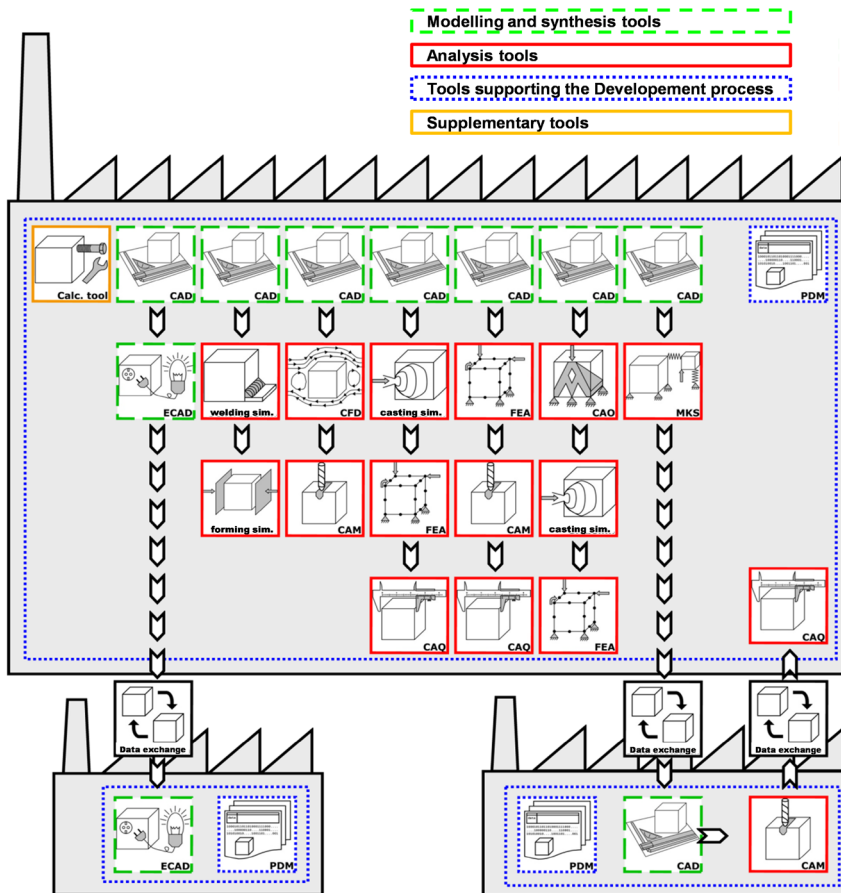 Modelling and synthesis tools
Analysis tools
Tools supporting the Developement process
Supplementary tools
Calc. tool
CAD
CAD
CAD
CAD
CAD
CAD
CAD
PDM
ECAD
welding sim.
CFD
casting sim.
FEA
CAO
MKS
forming sim.
CAM
FEA
CAM
casting sim.
CAQ
CAQ
FEA
CAQ
Data exchange
Data exchange
Data exchange
ECAD
PDM
PDM
CAD
CAM